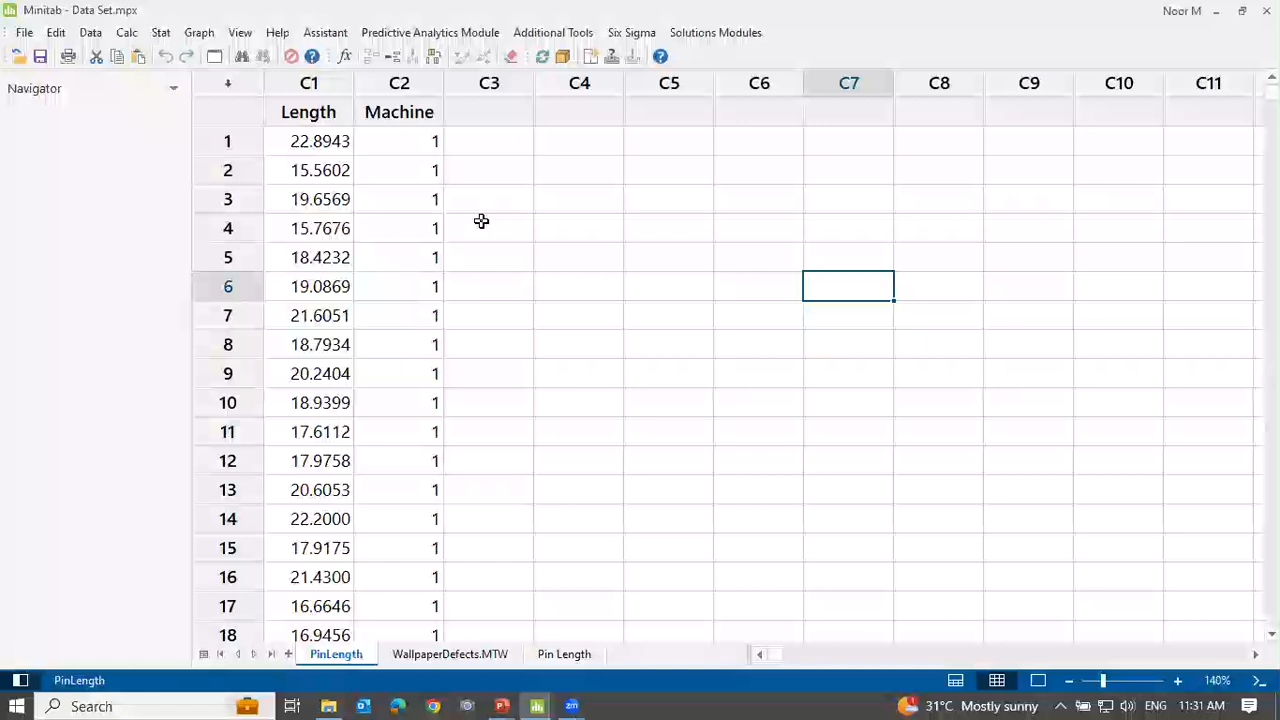 Minitab - Data Set.mpx
Noor M
File Edit Data Calc Stat Graph View Help Assistant Predictive Analytics Module Additional Tools Six Sigma Solutions Modules
Navigator
C1 C2 C3 C4 C5 C6 C7 C8 C9 C10 C11
Length Machine
1 22.8943 1
2 15.5602 1
3 19.6569 1
4 15.7676 1
5 18.4232 1
6 19.0869 1
7 21.6051 1
8 18.7934 1
9 20.2404 1
10 18.9399 1
11 17.6112 1
12 17.9758 1
13 20.6053 1
14 22.2000 1
15 17.9175 1
16 21.4300 1
17 16.6646 1
18 16.9456 1
PinLength WallpaperDefects.MTW Pin Length
PinLength
140%
Search
31°C Mostly sunny
ENG
11:31 AM